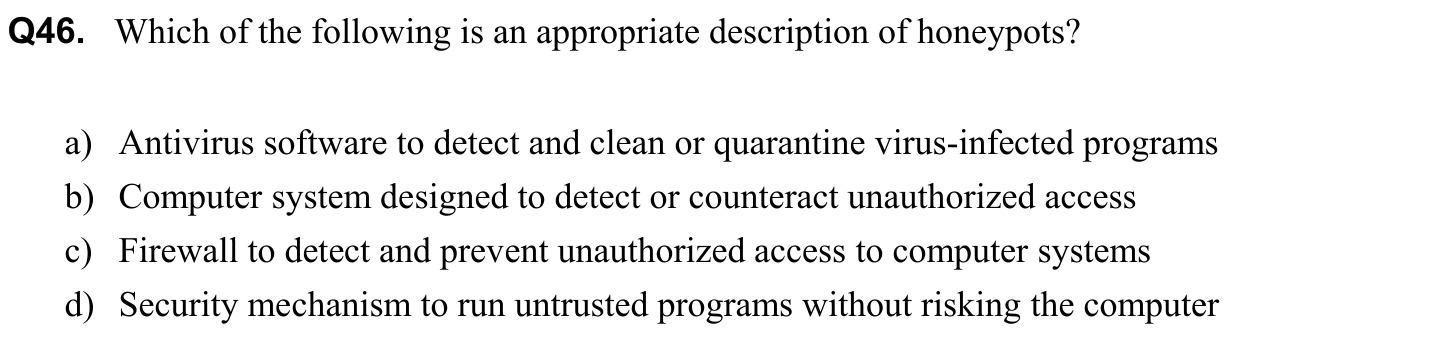 Q46. Which of the following is an appropriate description of honeypots?
a) Antivirus software to detect and clean or quarantine virus-infected programs
b) Computer system designed to detect or counteract unauthorized access
c) Firewall to detect and prevent unauthorized access to computer systems
d) Security mechanism to run untrusted programs without risking the computer